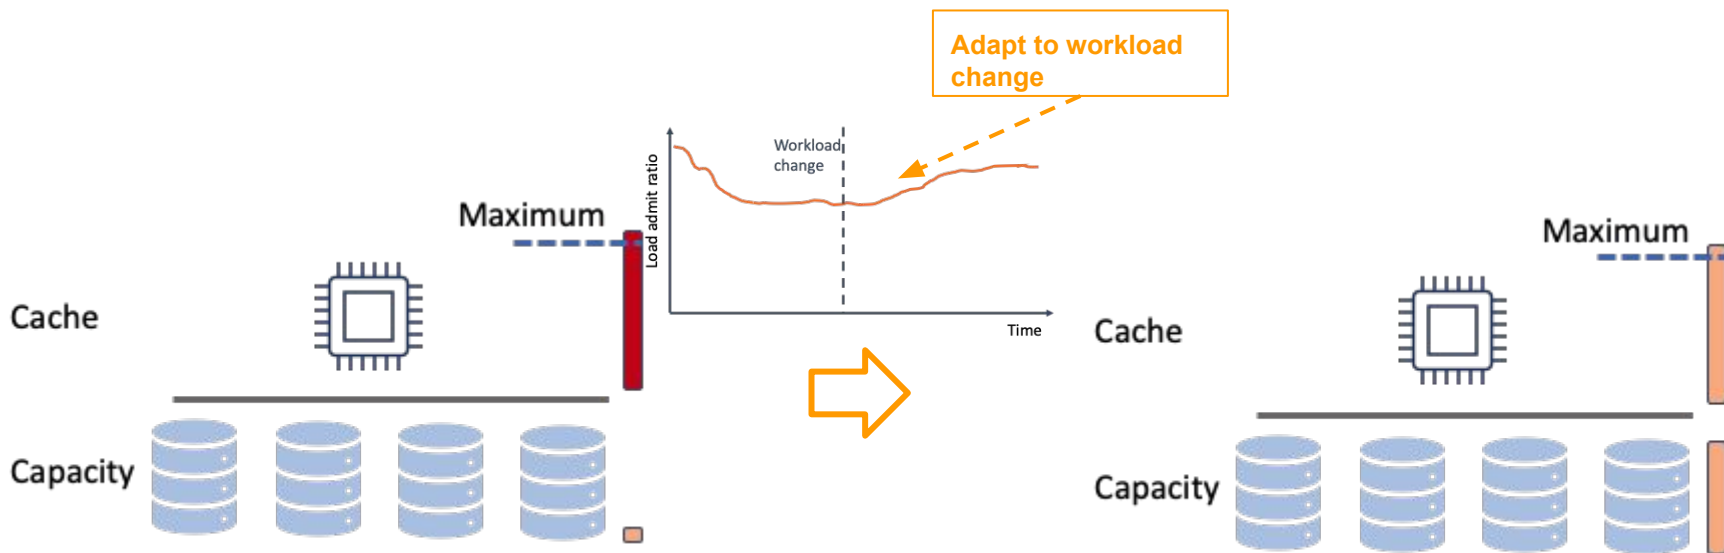 Adapt to workload
change
Workload
change
Load admit ratio
Time
Maximum
Cache
Capacity
Maximum
Cache
Capacity